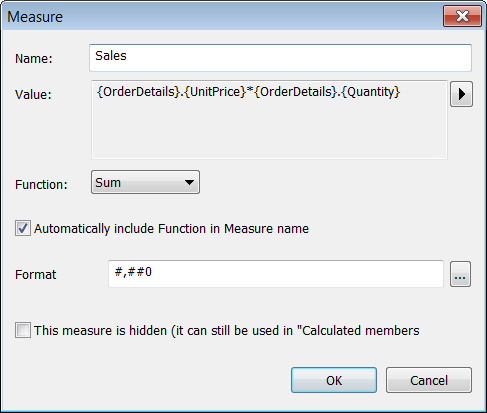 Measure
Name: Sales
Value: {OrderDetails}.{UnitPrice}*{OrderDetails}.{Quantity}
Function: Sum
Automatically include Function in Measure name
Format #,##0 ...
This measure is hidden (it can still be used in "Calculated members
OK Cancel